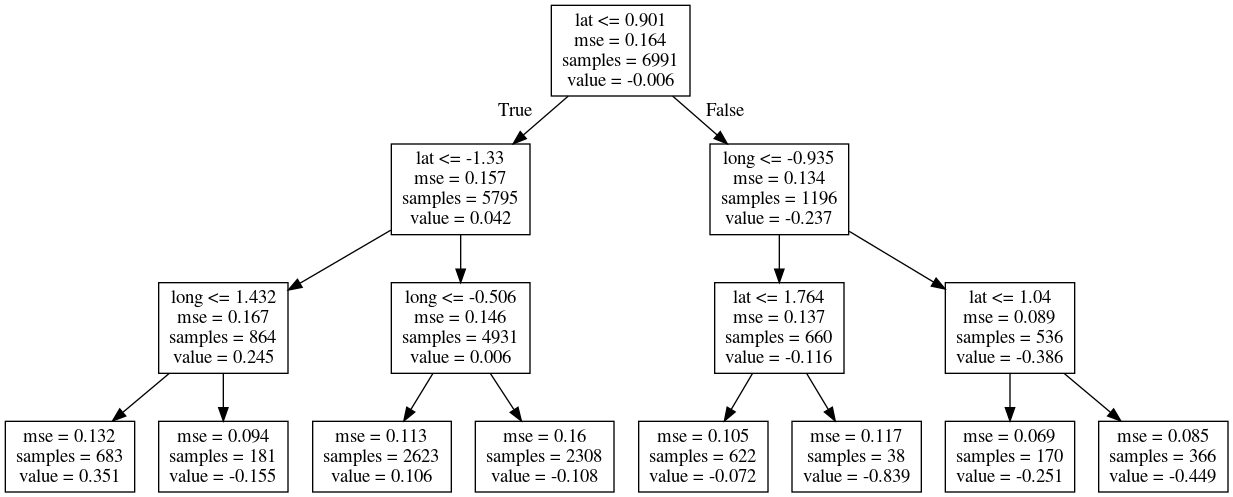 lat <= 0.901
mse = 0.164
samples = 6991
value = -0.006
True
False
lat <= -1.33
mse = 0.157
samples = 5795
value = 0.042
long <= -0.935
mse = 0.134
samples = 1196
value = -0.237
long <= 1.432
mse = 0.167
samples = 864
value = 0.245
long <= -0.506
mse = 0.146
samples = 4931
value = 0.006
lat <= 1.764
mse = 0.137
samples = 660
value = -0.116
lat <= 1.04
mse = 0.089
samples = 536
value = -0.386
mse = 0.132
samples = 683
value = 0.351
mse = 0.094
samples = 181
value = -0.155
mse = 0.113
samples = 2623
value = 0.106
mse = 0.16
samples = 2308
value = -0.108
mse = 0.105
samples = 622
value = -0.072
mse = 0.117
samples = 38
value = -0.839
mse = 0.069
samples = 170
value = -0.251
mse = 0.085
samples = 366
value = -0.449